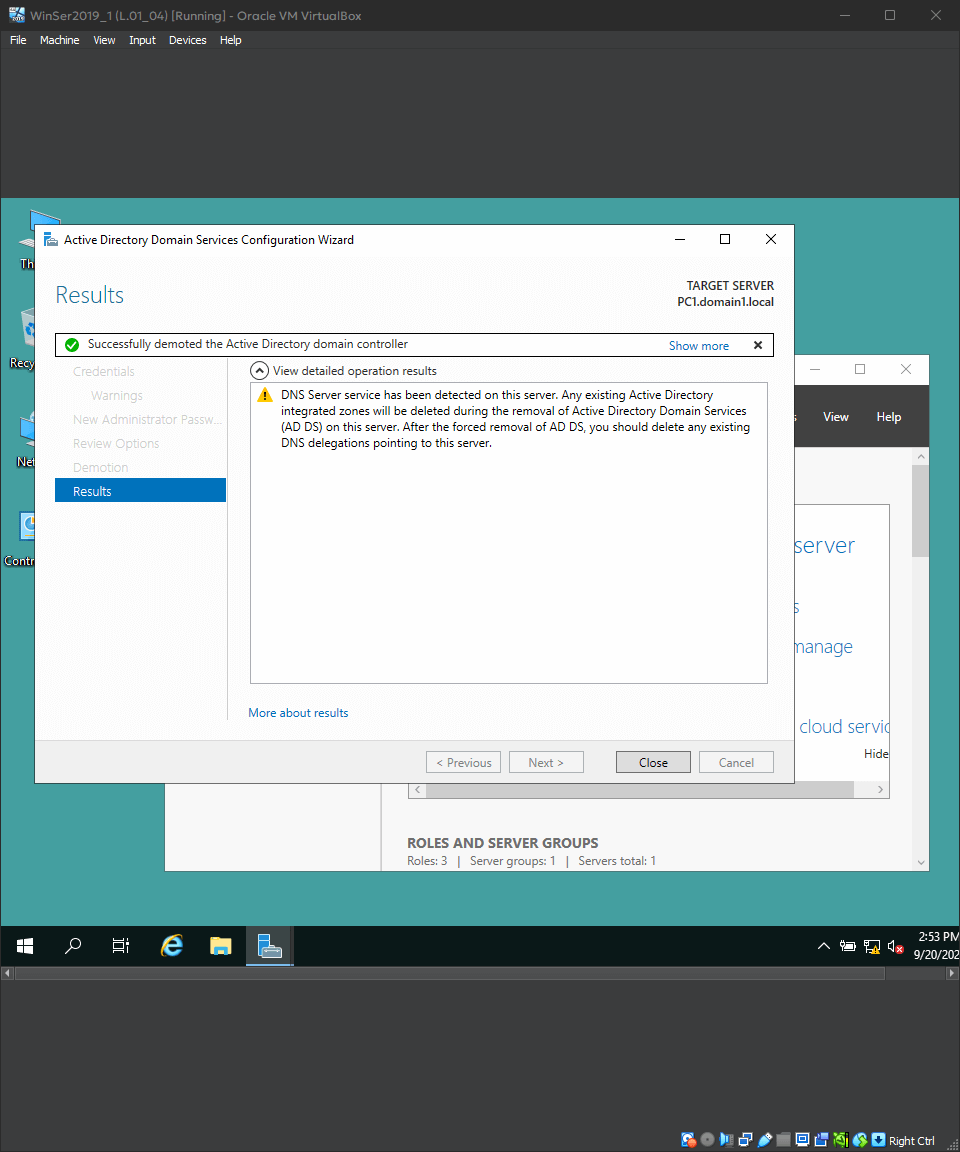 WinSer2019_1 (L.01_04) [Running] - Oracle VM VirtualBox
File Machine View Input Devices Help
Active Directory Domain Services Configuration Wizard
Results
TARGET SERVER
PC1.domain1.local
Successfully demoted the Active Directory domain controller
Show more
Credentials
Warnings
New Administrator Passw...
Review Options
Demotion
Results
View detailed operation results
DNS Server service has been detected on this server. Any existing Active Directory
integrated zones will be deleted during the removal of Active Directory Domain Services
(AD DS) on this server. After the forced removal of AD DS, you should delete any existing
DNS delegations pointing to this server.
More about results
< Previous
Next >
Close
Cancel
Th
Recy
Net
Contr
s View Help
server
s
manage
cloud servic
Hide
ROLES AND SERVER GROUPS
Roles: 3 | Server groups: 1 | Servers total: 1
2:53 PM
9/20/202
Right Ctrl